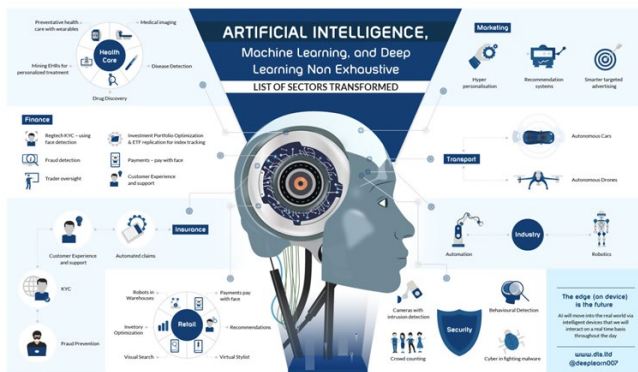 ARTIFICIAL INTELLIGENCE,
Machine Learning, and Deep
Learning Non Exhaustive
LIST OF SECTORS TRANSFORMED
Preventative health
care with wearables
Medical imaging
Health
Care
Mining EHRs for
personalized treatment
Disease Detection
Drug Discovery
Marketing
Hyper
personalisation
Recommendation
systems
Smarter targeted
advertising
Finance
Regtech KYC – using
face detection
Investment Portfolio Optimization
& ETF replication for index tracking
Fraud detection
Payments – pay with face
Trader oversight
Customer Experience
and support
Transport
Autonomous Cars
Autonomous Drones
Insurance
Customer Experience
and support
Automated claims
KYC
Fraud Prevention
Industry
Automation
Robotics
Robots in
Warehouses
Payments pay
with face
Invetory
Optimization
Retail
Recommendations
Visual Search
Virtual Stylist
Cameras with
intrusion detection
Behavioural Detection
Security
Crowd counting
Cyber in fighting malware
The edge (on device)
is the future
AI will move into the real world via
intelligent devices that we will
interact on a real time basis
throughout the day
www.dls.ltd
@deeplearn007